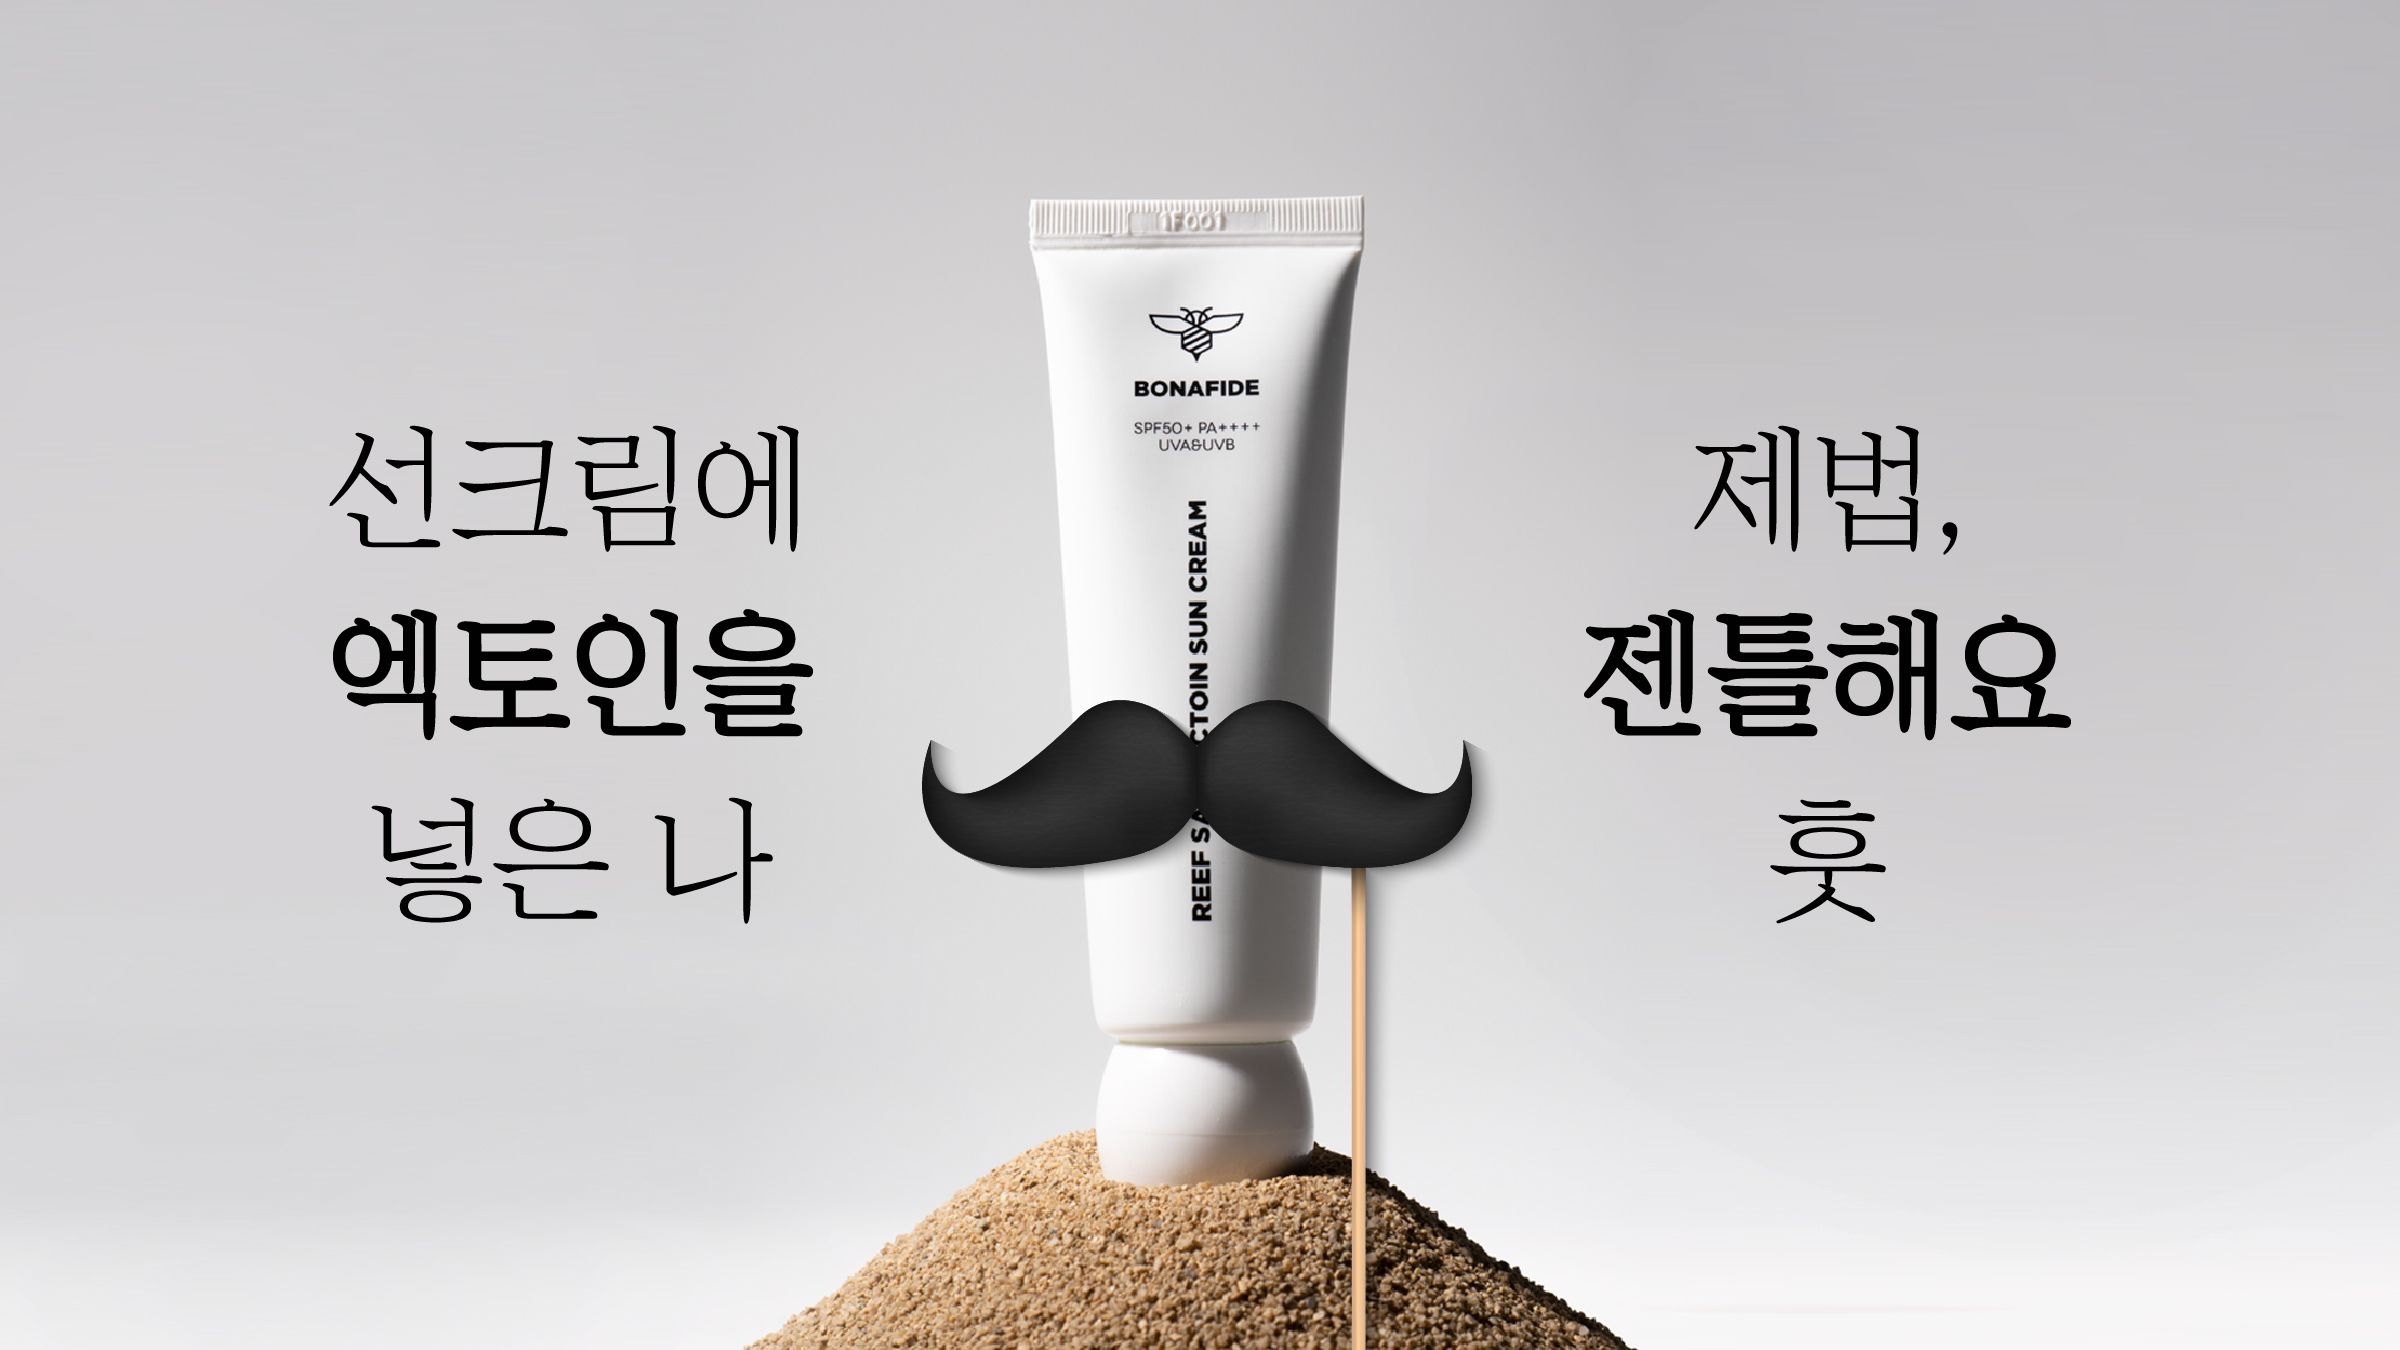 선크림에
엑토인을
넣은 나
1F001
BONAFIDE
SPF50+ PA++++
UVA&UVB
REEF CTOIN SUN CREAM
제법,
젠틀해요
훗